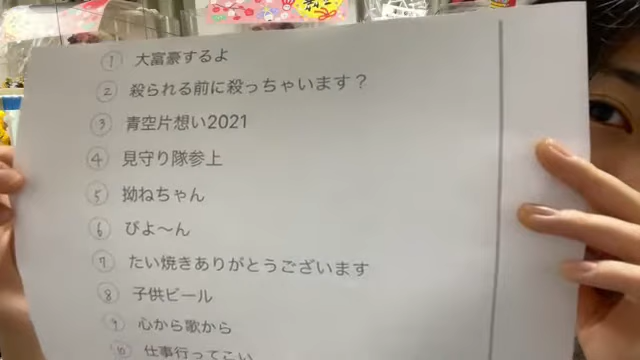 ① 大富豪するよ
② 殺られる前に殺っちゃいます？
③ 青空片想い2021
④ 見守り隊参上
⑤ 拗ねちゃん
⑥ ぴよ〜ん
⑦ たい焼きありがとうございます
⑧ 子供ビール
⑨ 心から歌から
⑩ 仕事行ってこい